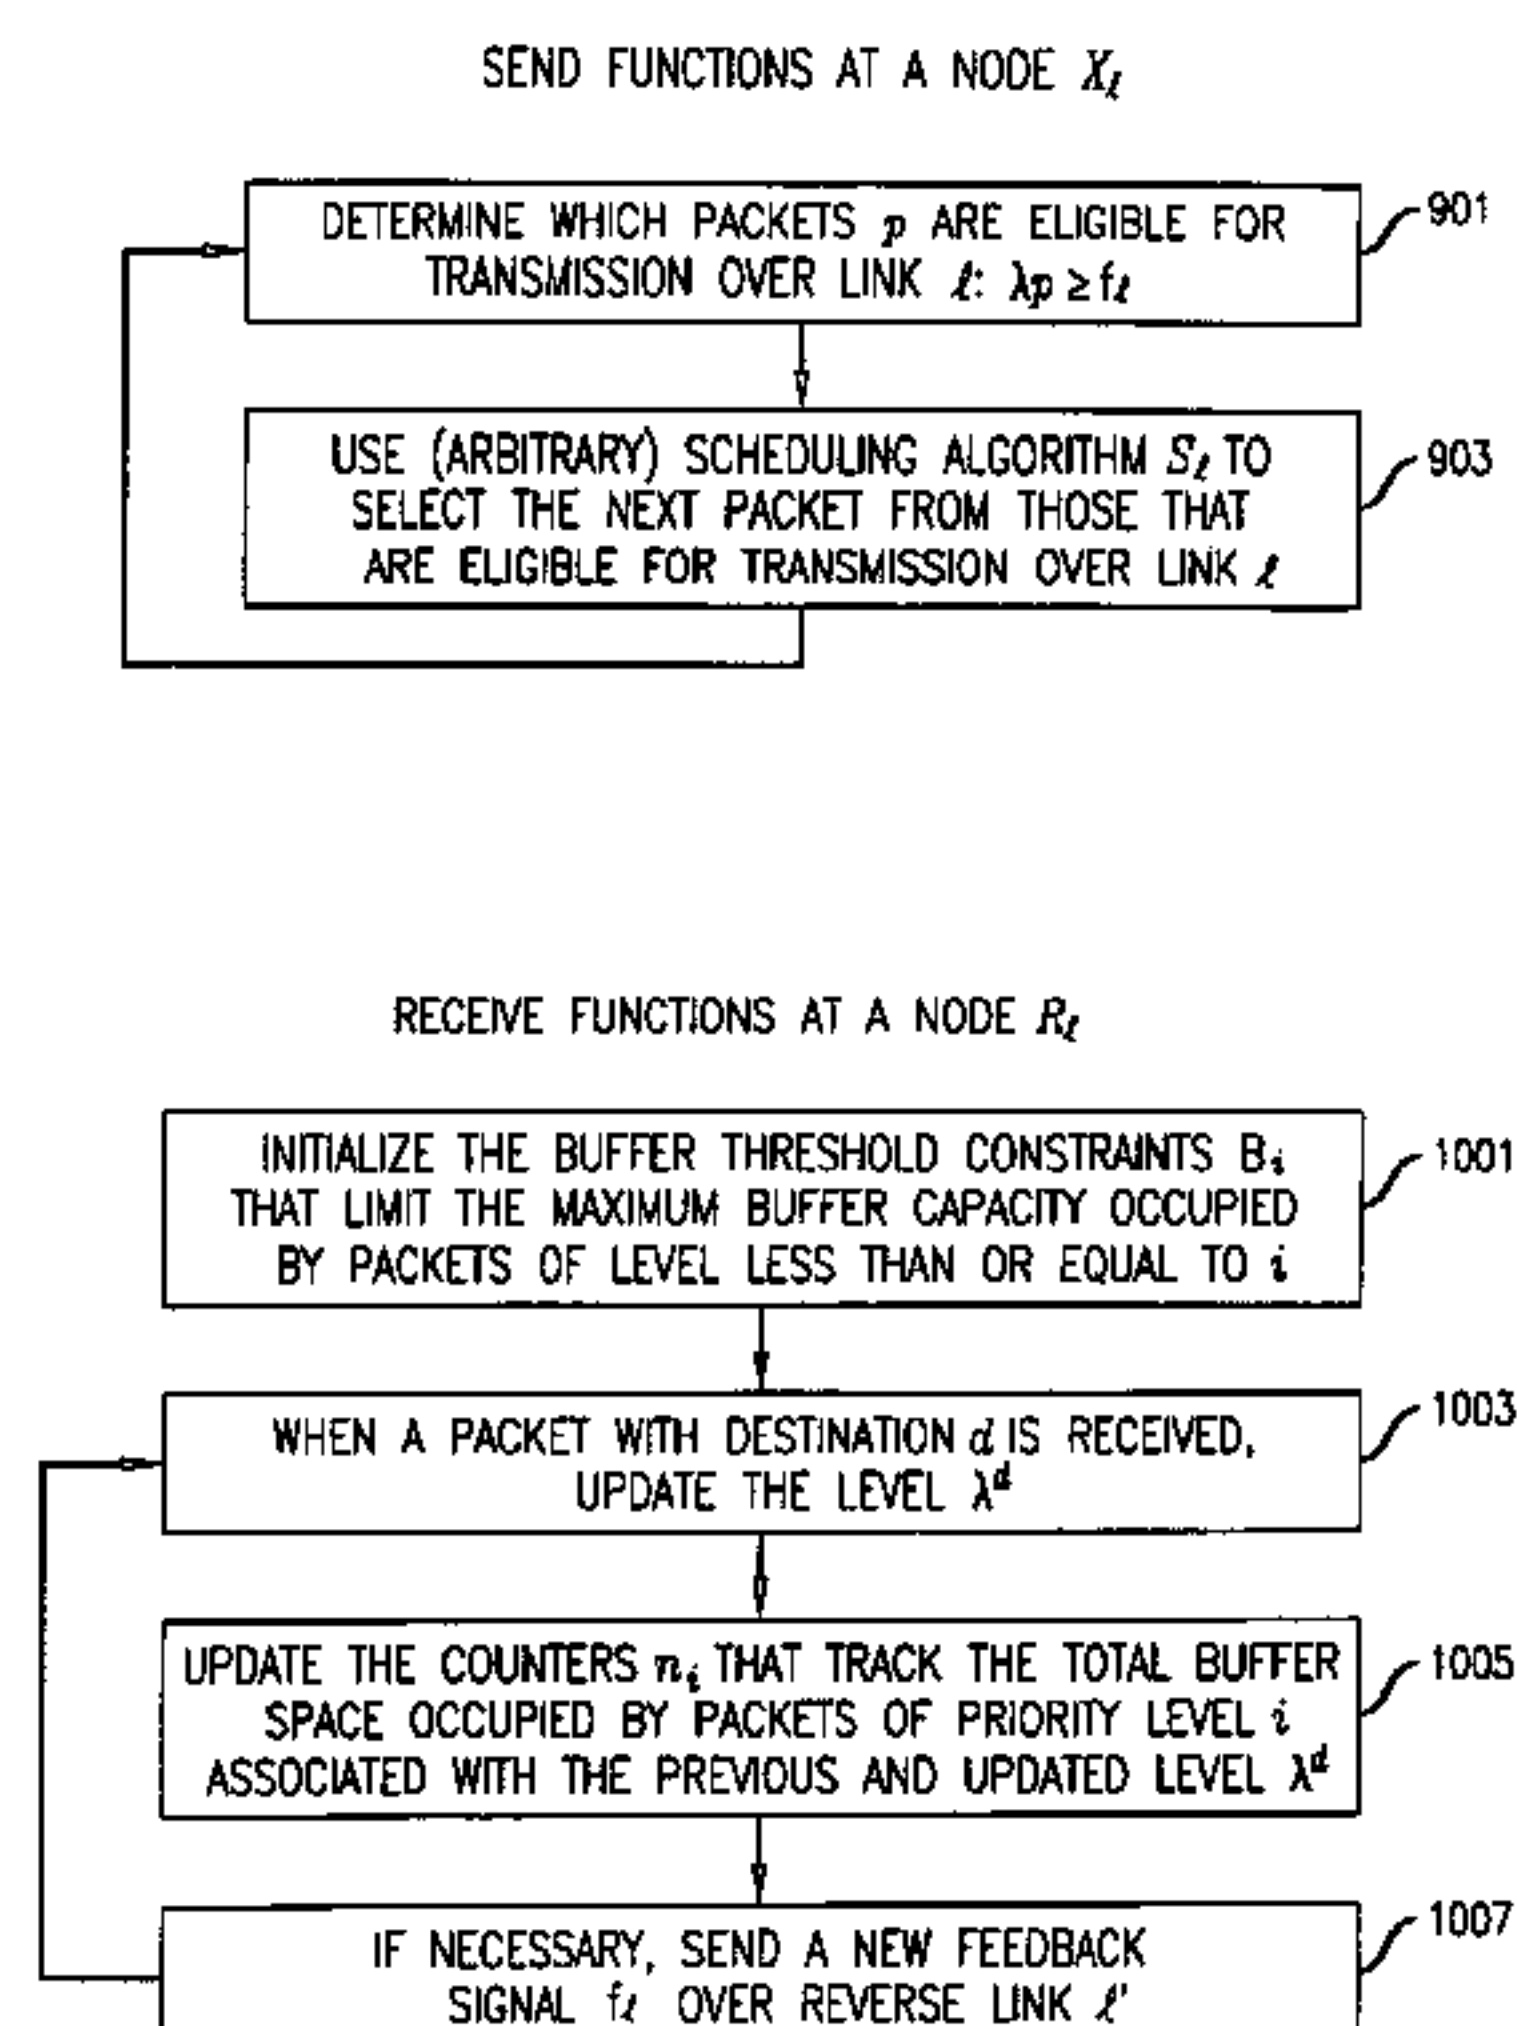 SEND FUNCTIONS AT A NODE Xℓ
DETERMINE WHICH PACKETS p ARE ELIGIBLE FOR
TRANSMISSION OVER LINK ℓ: λp ≥ fℓ
901
USE (ARBITRARY) SCHEDULING ALGORITHM Sℓ TO
SELECT THE NEXT PACKET FROM THOSE THAT
ARE ELIGIBLE FOR TRANSMISSION OVER LINK ℓ
903
RECEIVE FUNCTIONS AT A NODE Rℓ
INITIALIZE THE BUFFER THRESHOLD CONSTRAINTS Bi
THAT LIMIT THE MAXIMUM BUFFER CAPACITY OCCUPIED
BY PACKETS OF LEVEL LESS THAN OR EQUAL TO i
1001
WHEN A PACKET WITH DESTINATION d IS RECEIVED,
UPDATE THE LEVEL λᵈ
1003
UPDATE THE COUNTERS ni THAT TRACK THE TOTAL BUFFER
SPACE OCCUPIED BY PACKETS OF PRIORITY LEVEL i
ASSOCIATED WITH THE PREVIOUS AND UPDATED LEVEL λᵈ
1005
IF NECESSARY, SEND A NEW FEEDBACK
SIGNAL fℓ OVER REVERSE LINK ℓ'
1007